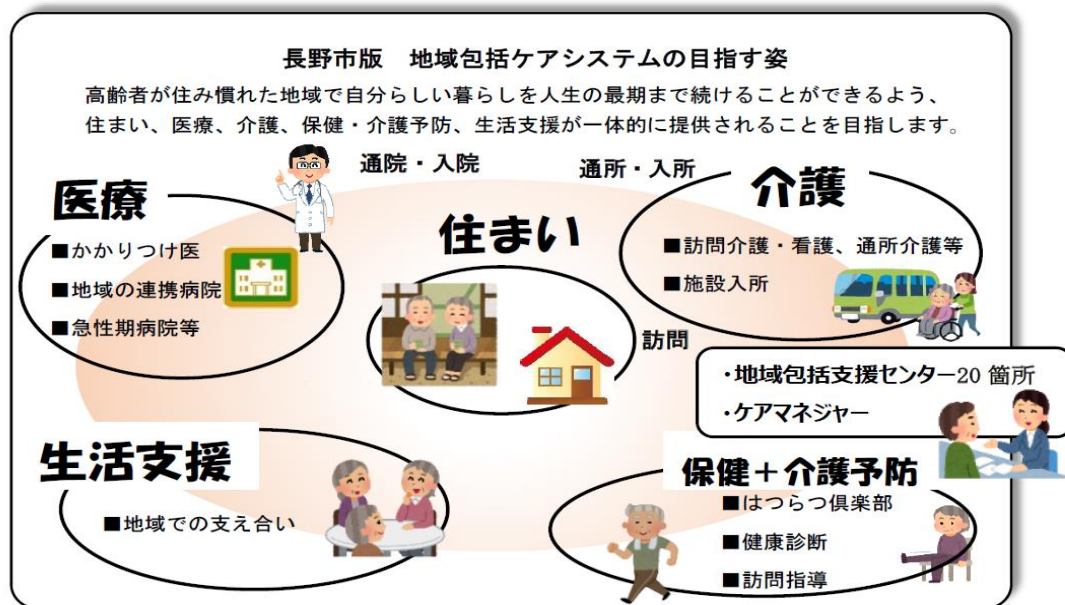 長野市版　地域包括ケアシステムの目指す姿
高齢者が住み慣れた地域で自分らしい暮らしを人生の最期まで続けることができるよう、
住まい、医療、介護、保健・介護予防、生活支援が一体的に提供されることを目指します。
通院・入院
通所・入所
医療
■かかりつけ医
■地域の連携病院
■急性期病院等
住まい
介護
■訪問介護・看護、通所介護等
■施設入所
訪問
・地域包括支援センター20 箇所
・ケアマネジャー
生活支援
■地域での支え合い
保健＋介護予防
■はつらつ倶楽部
■健康診断
■訪問指導